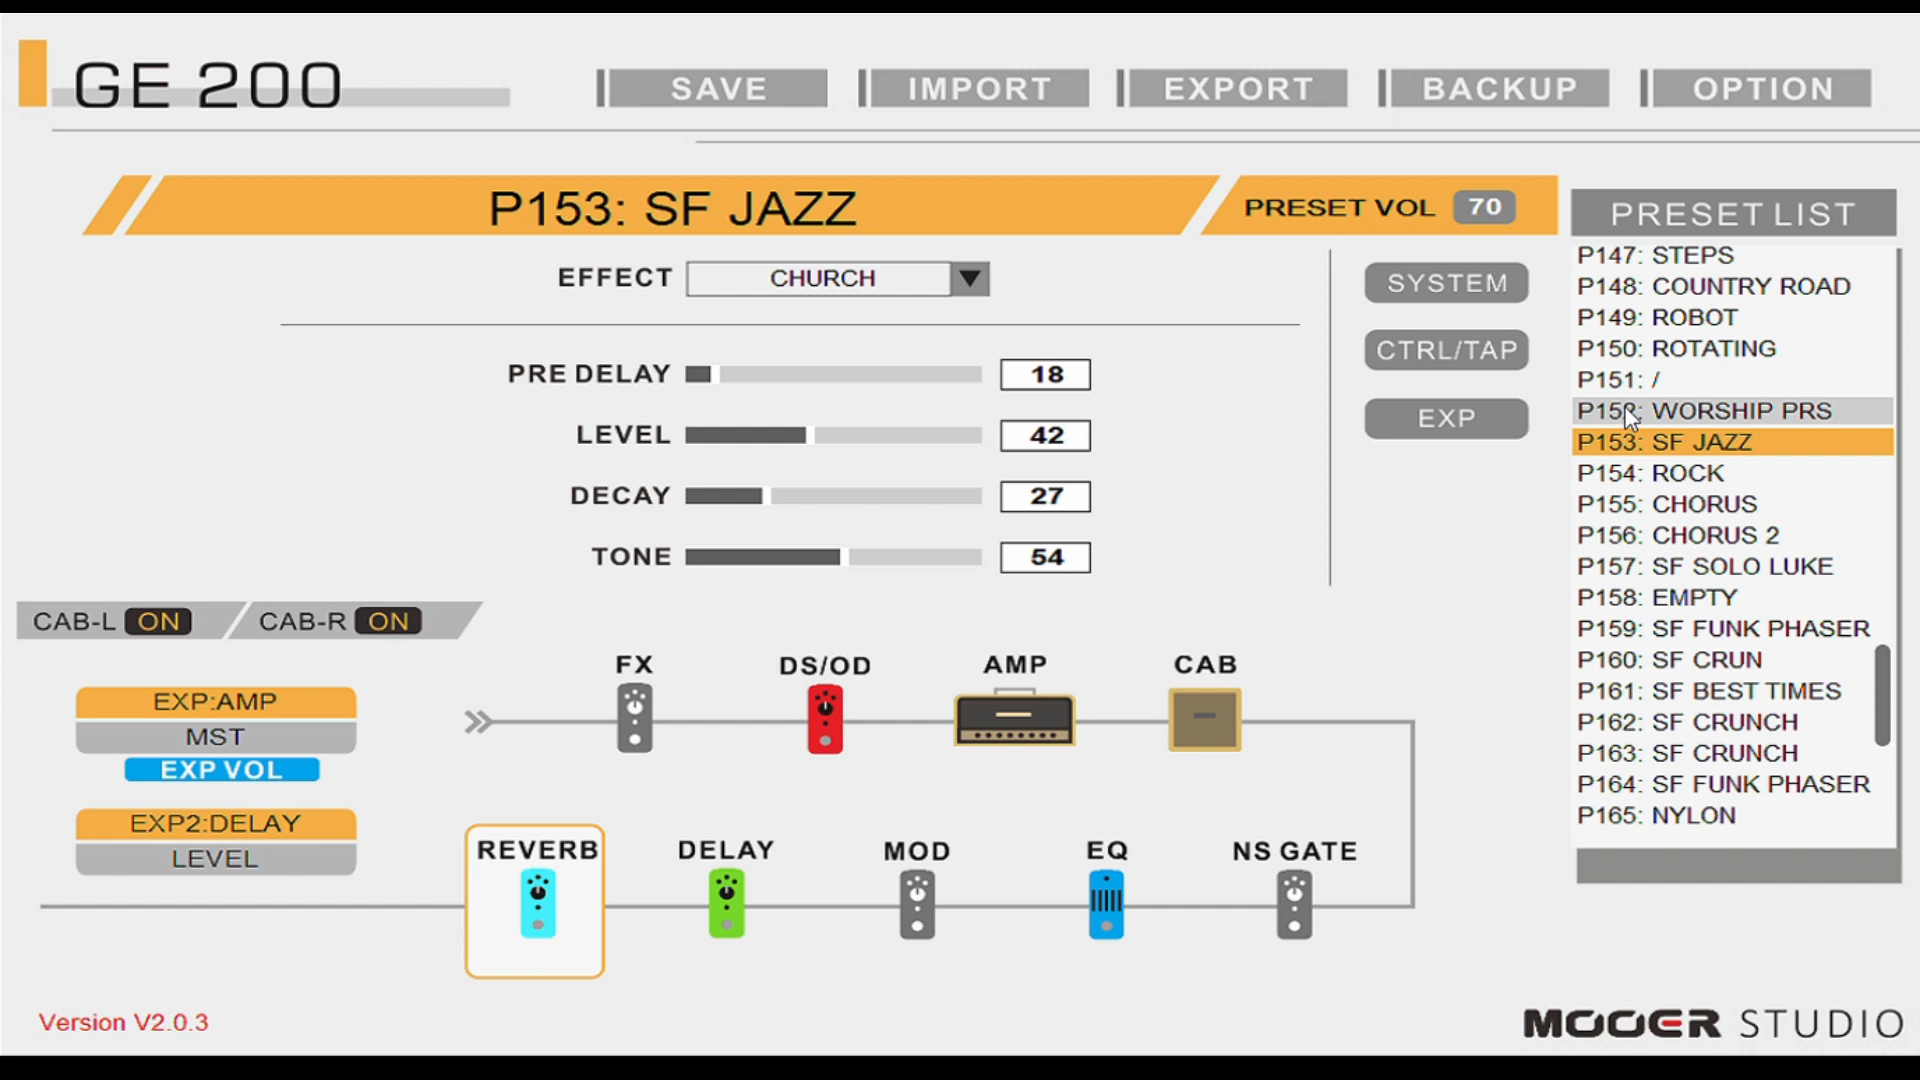 GE 200
SAVE
IMPORT
EXPORT
BACKUP
OPTION
P153: SF JAZZ
PRESET VOL 70
PRESET LIST
EFFECT CHURCH
PRE DELAY 18
LEVEL 42
DECAY 27
TONE 54
SYSTEM
CTRL/TAP
EXP
P147: STEPS
P148: COUNTRY ROAD
P149: ROBOT
P150: ROTATING
P151: /
P152: WORSHIP PRS
P153: SF JAZZ
P154: ROCK
P155: CHORUS
P156: CHORUS 2
P157: SF SOLO LUKE
P158: EMPTY
P159: SF FUNK PHASER
P160: SF CRUN
P161: SF BEST TIMES
P162: SF CRUNCH
P163: SF CRUNCH
P164: SF FUNK PHASER
P165: NYLON
CAB-L ON
CAB-R ON
EXP:AMP
MST
EXP VOL
EXP2:DELAY
LEVEL
FX
DS/OD
AMP
CAB
REVERB
DELAY
MOD
EQ
NS GATE
Version V2.0.3
MOOER STUDIO